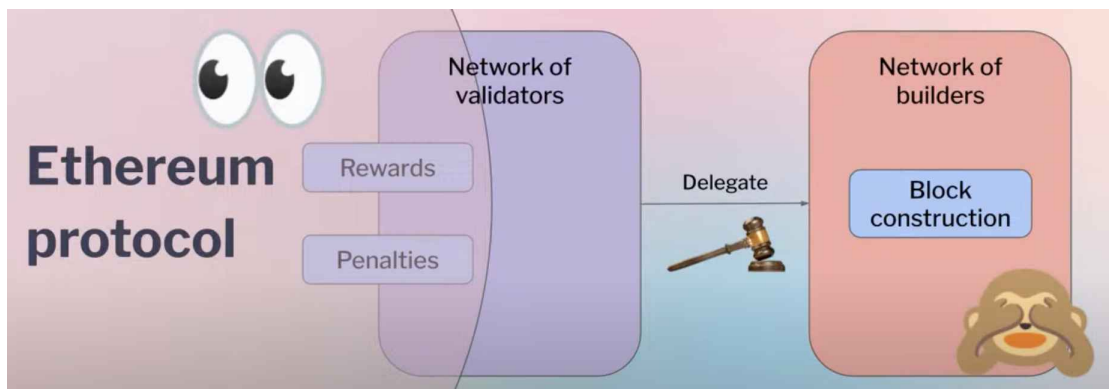 Ethereum
protocol
Rewards
Penalties
Network of
validators
Delegate
Network of
builders
Block
construction